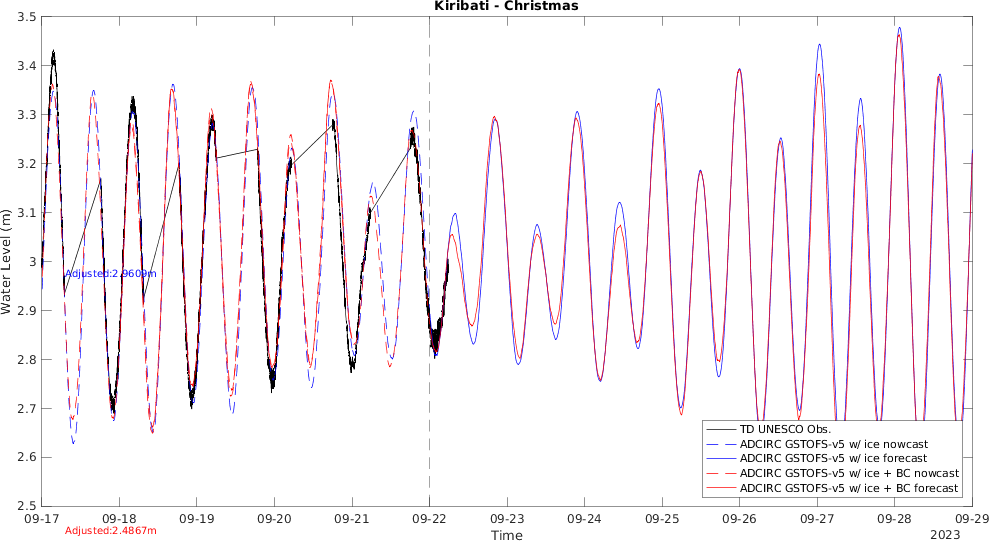 Kiribati - Christmas
3.5
3.4
3.3
3.2
3.1
3
2.9
2.8
2.7
2.6
2.5
Water Level (m)
Adjusted:2.9609m
TD UNESCO Obs.
ADCIRC GSTOFS-v5 w/ ice nowcast
ADCIRC GSTOFS-v5 w/ ice forecast
ADCIRC GSTOFS-v5 w/ ice + BC nowcast
ADCIRC GSTOFS-v5 w/ ice + BC forecast
09-17 09-18 09-19 09-20 09-21 09-22 09-23 09-24 09-25 09-26 09-27 09-28 09-29
Adjusted:2.4867m
Time
2023